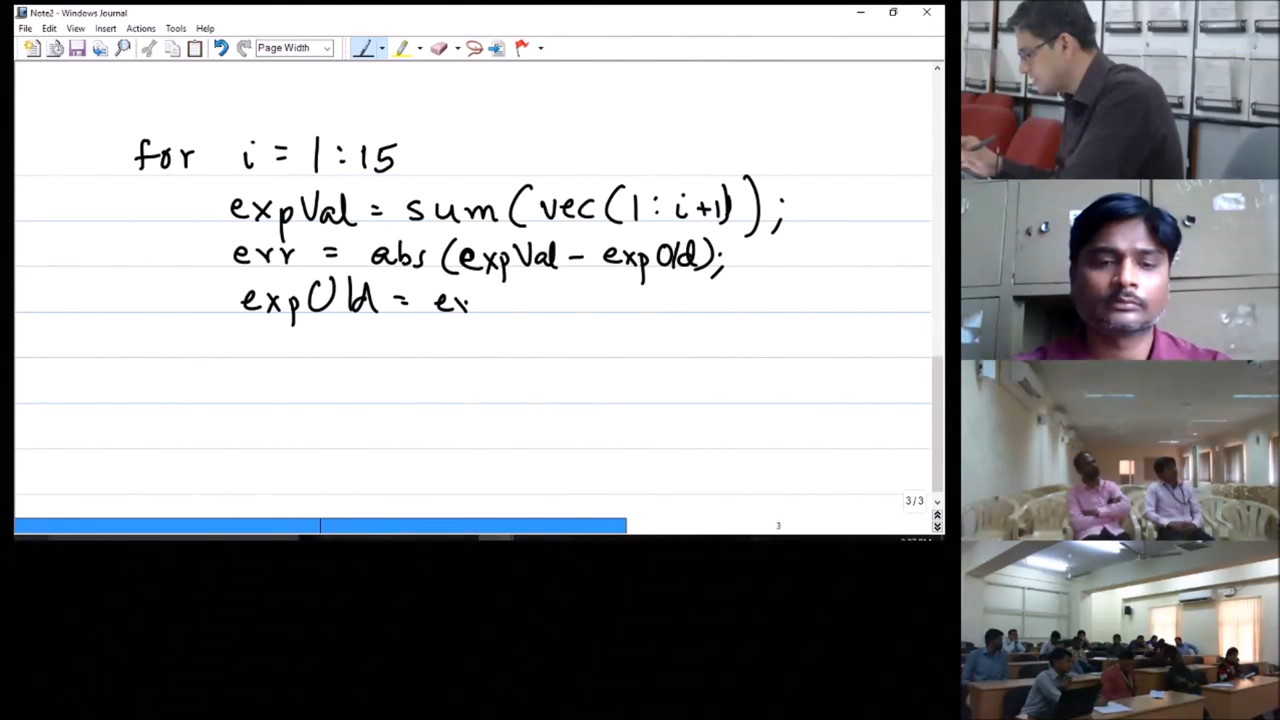 Note2 - Windows Journal
File Edit View Insert Actions Tools Help
Page Width
for i = 1 : 15
expVal = sum(vec(1 : i+1));
err = abs(expVal - expOld);
expOld = ex
3/3
3